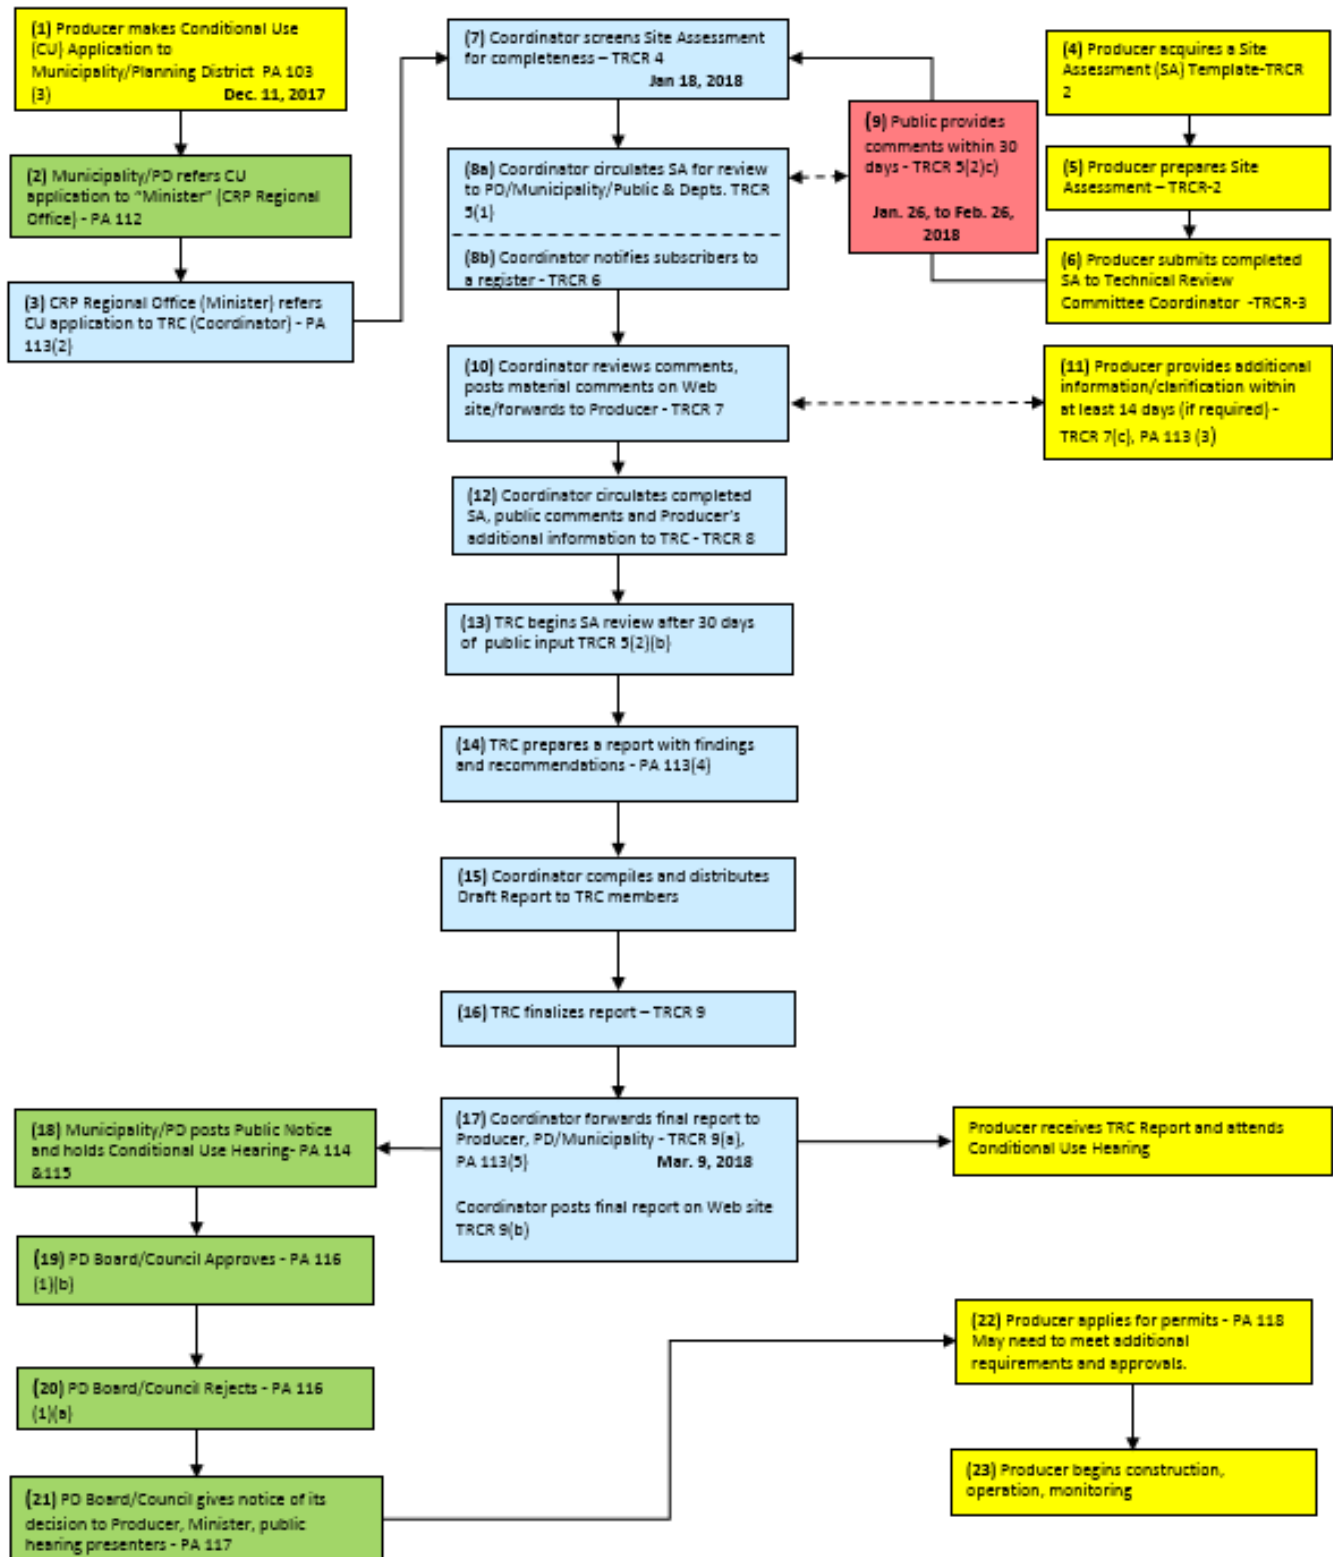 (1) Producer makes Conditional Use
(CU) Application to
Municipality/Planning District PA 103
(3) Dec. 11, 2017
(2) Municipality/PD refers CU
application to "Minister" (CRP Regional
Office) - PA 112
(3) CRP Regional Office (Minister) refers
CU application to TRC (Coordinator) - PA
113(2)
(4) Producer acquires a Site
Assessment (SA) Template-TRCR
2
(5) Producer prepares Site
Assessment – TRCR-2
(6) Producer submits completed
SA to Technical Review
Committee Coordinator -TRCR-3
(7) Coordinator screens Site Assessment
for completeness – TRCR 4
Jan 18, 2018
(8a) Coordinator circulates SA for review
to PD/Municipality/Public & Depts. TRCR
5(1)
(8b) Coordinator notifies subscribers to
a register - TRCR 6
(9) Public provides
comments within 30
days - TRCR 5(2)c)
Jan. 26, to Feb. 26,
2018
(10) Coordinator reviews comments,
posts material comments on Web
site/forwards to Producer - TRCR 7
(11) Producer provides additional
information/clarification within
at least 14 days (if required) -
TRCR 7(c), PA 113 (3)
(12) Coordinator circulates completed
SA, public comments and Producer's
additional information to TRC - TRCR 8
(13) TRC begins SA review after 30 days
of public input TRCR 5(2)(b)
(14) TRC prepares a report with findings
and recommendations - PA 113(4)
(15) Coordinator compiles and distributes
Draft Report to TRC members
(16) TRC finalizes report – TRCR 9
(17) Coordinator forwards final report to
Producer, PD/Municipality - TRCR 9(a),
PA 113(5) Mar. 9, 2018
Coordinator posts final report on Web site
TRCR 9(b)
Producer receives TRC Report and attends
Conditional Use Hearing
(18) Municipality/PD posts Public Notice
and holds Conditional Use Hearing- PA 114
&115
(19) PD Board/Council Approves - PA 116
(1)(b)
(20) PD Board/Council Rejects - PA 116
(1)(a)
(21) PD Board/Council gives notice of its
decision to Producer, Minister, public
hearing presenters - PA 117
(22) Producer applies for permits - PA 118
May need to meet additional
requirements and approvals.
(23) Producer begins construction,
operation, monitoring